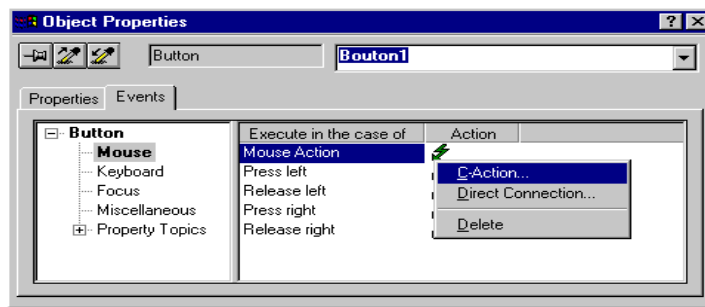 Object Properties
Button
Bouton1
Properties
Events
Button
Mouse
Keyboard
Focus
Miscellaneous
Property Topics
Execute in the case of
Action
Mouse Action
Press left
Release left
Press right
Release right
C-Action...
Direct Connection...
Delete